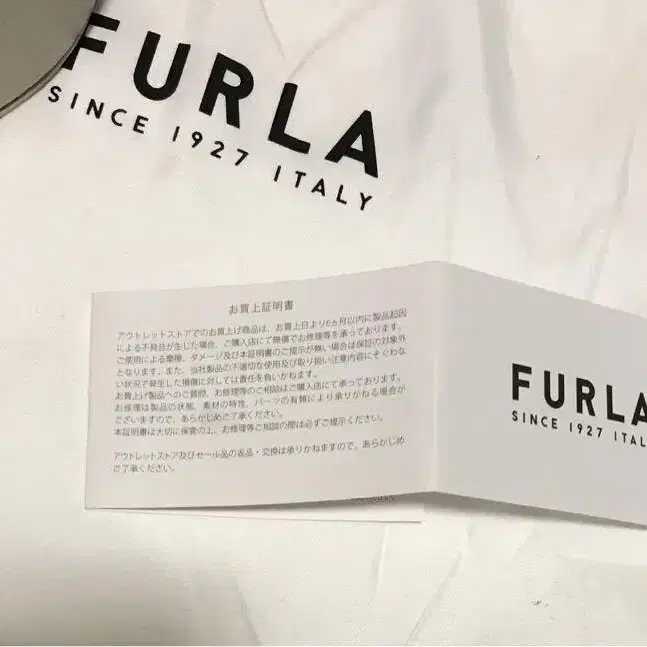 FURLA
SINCE 1927 ITALY
お買上証明書
アウトレットストアでのお買上げ商品は、お買上日より6ヵ月以内に製品起因
による不具合が生じた場合、ご購入店にて無償でお修理等を承っております。
ご使用による摩擦、ダメージ及び本証明書のご提示が無い場合は保証の対象外
となります。また、当社製品の不適切な使用及び取り扱い注意内容にそぐわな
い状況で発生した損傷に対しては責任を負いかねます。
お買上げ製品へのご質問、お修理等のご相談はご購入店にて承っております。
お修理は製品の状態、素材の特性、パーツの有無により承りかねる場合が
ございますので、あらかじめご了承ください。
本証明書は大切に保管の上、お修理等ご相談の際は必ずご提示ください。
アウトレットストア及びセール品の返品・交換は承りかねますので、あらかじめ
ご了承ください。
FURLA
SINCE 1927 ITAL